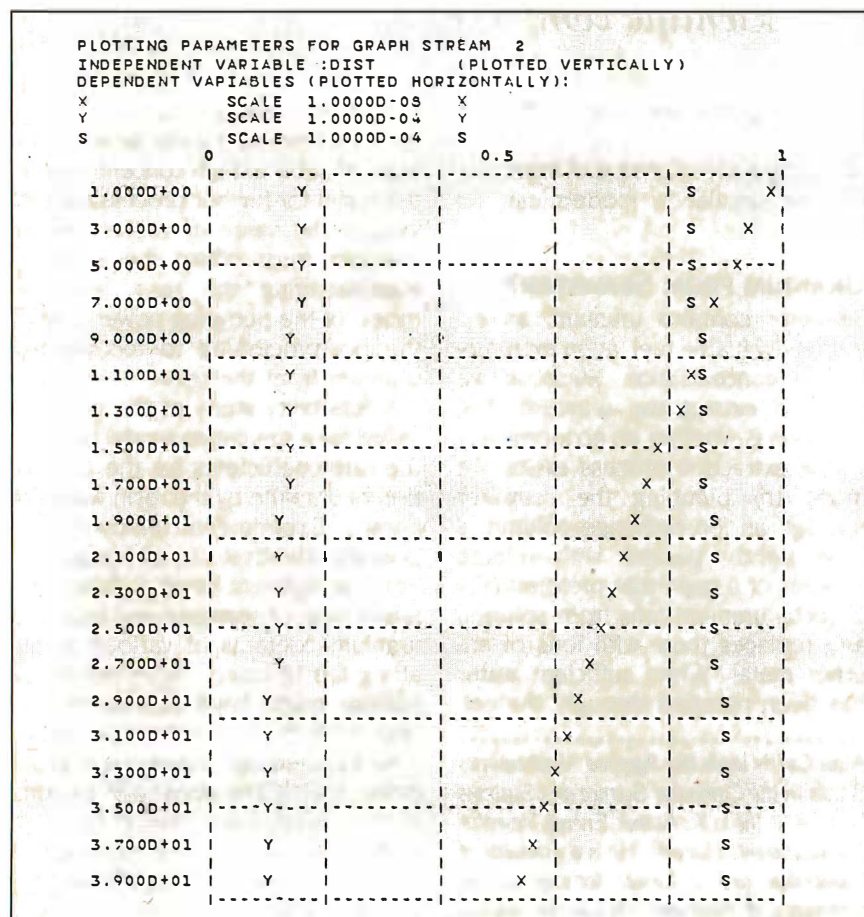 PLOTTING PARAMETERS FOR GRAPH STREAM 2
INDEPENDENT VARIABLE :DIST (PLOTTED VERTICALLY)
DEPENDENT VARIABLES (PLOTTED HORIZONTALLY):
X SCALE 1.0000D-03 X
Y SCALE 1.0000D-04 Y
S SCALE 1.0000D-04 S
0 0.5 1
1.000D+00 Y S X
3.000D+00 Y S X
5.000D+00 Y S X
7.000D+00 Y S X
9.000D+00 Y S
1.100D+01 Y XS
1.300D+01 Y X S
1.500D+01 Y X S
1.700D+01 Y X S
1.900D+01 Y X S
2.100D+01 Y X S
2.300D+01 Y X S
2.500D+01 Y X S
2.700D+01 Y X S
2.900D+01 Y X S
3.100D+01 Y X S
3.300D+01 Y X S
3.500D+01 Y X S
3.700D+01 Y X S
3.900D+01 Y X S